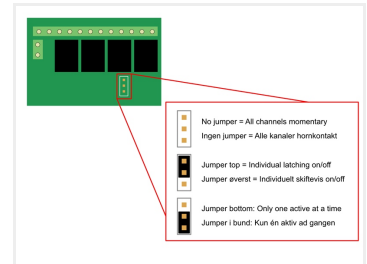 No jumper = All channels momentary
Ingen jumper = Alle kanaler hornkontakt
Jumper top = Individual latching on/off
Jumper øverst = Individuelt skiftevis on/off
Jumper bottom: Only one active at a time
Jumper i bund: Kun én aktiv ad gangen